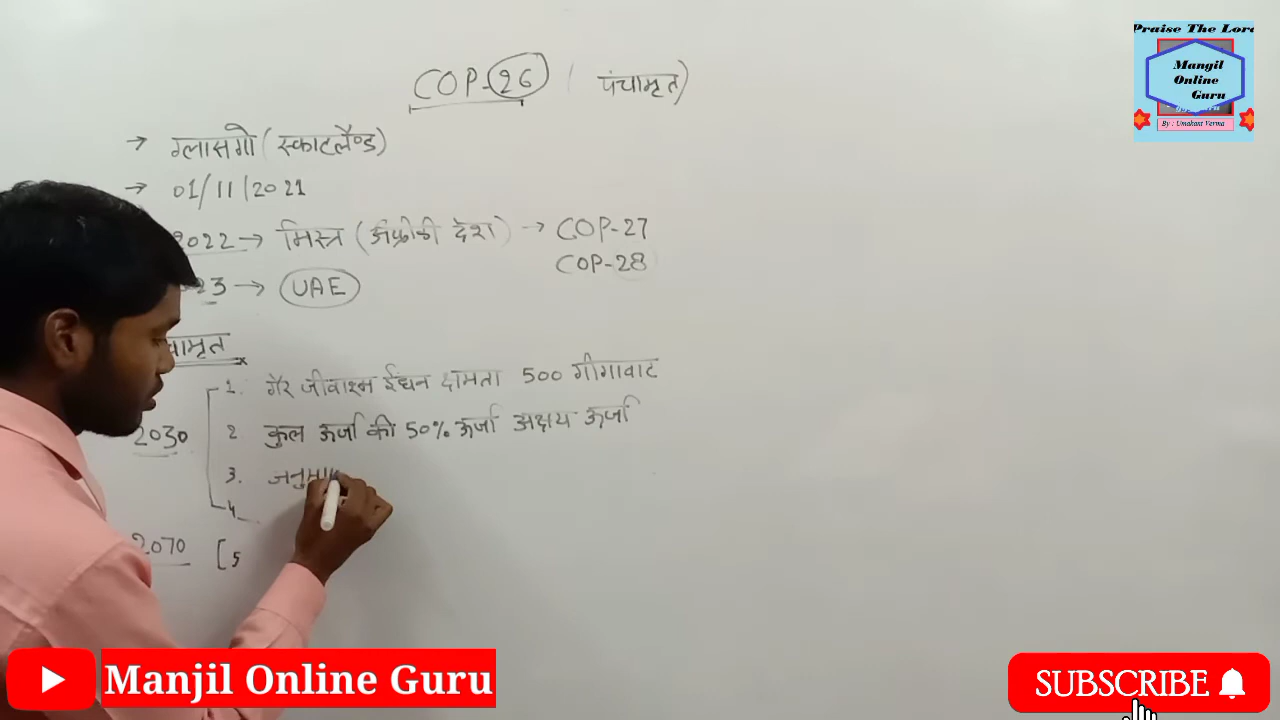 COP-26 ( पंचामृत)
→ ग्लासगो (स्काटलैण्ड)
→ 01/11/2021
2022 → मिस्त्र (अफ्रीकी देश) → COP-27
COP-28
23 → UAE
चामृत
1. गैर जीवाश्म ईंधन क्षमता 500 गीगावाट
2. कुल ऊर्जा की 50% ऊर्जा अक्षय ऊर्जा
2030
3. अनुमा
4
2070 [5
Praise The Lord
Mangil
Online
Guru
By : Umakant Verma
Manjil Online Guru
SUBSCRIBE